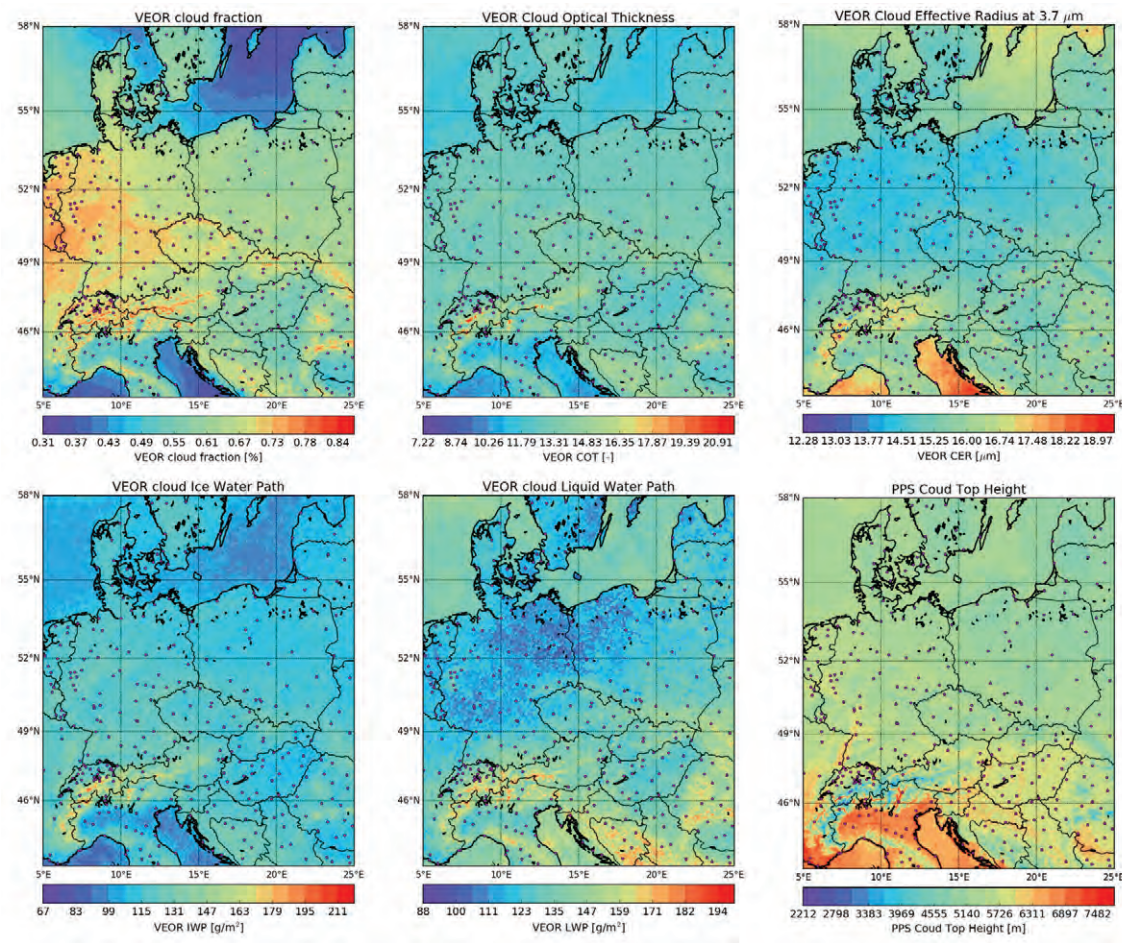 VEOR cloud fraction
58°N
55°N
52°N
49°N
46°N
5°E 10°E 15°E 20°E 25°E
0.31 0.37 0.43 0.49 0.55 0.61 0.67 0.73 0.78 0.84
VEOR cloud fraction [%]
VEOR Cloud Optical Thickness
58°N
55°N
52°N
49°N
46°N
5°E 10°E 15°E 20°E 25°E
7.22 8.74 10.26 11.79 13.31 14.83 16.35 17.87 19.39 20.91
VEOR COT [-]
VEOR Cloud Effective Radius at 3.7 μm
58°N
55°N
52°N
49°N
46°N
5°E 10°E 15°E 20°E 25°E
12.28 13.03 13.77 14.51 15.25 16.00 16.74 17.48 18.22 18.97
VEOR CER [μm]
VEOR cloud Ice Water Path
58°N
55°N
52°N
49°N
46°N
5°E 10°E 15°E 20°E 25°E
67 83 99 115 131 147 163 179 195 211
VEOR IWP [g/m²]
VEOR cloud Liquid Water Path
58°N
55°N
52°N
49°N
46°N
5°E 10°E 15°E 20°E 25°E
88 100 111 123 135 147 159 171 182 194
VEOR LWP [g/m²]
PPS Coud Top Height
58°N
55°N
52°N
49°N
46°N
5°E 10°E 15°E 20°E 25°E
2212 2798 3383 3969 4555 5140 5726 6311 6897 7482
PPS Coud Top Height [m]